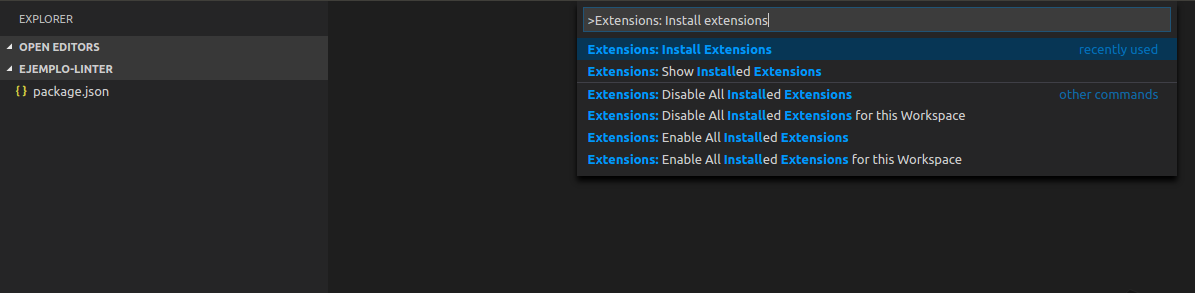 EXPLORER
OPEN EDITORS
EJEMPLO-LINTER
{ } package.json
>Extensions: Install extensions
Extensions: Install Extensions recently used
Extensions: Show Installed Extensions
Extensions: Disable All Installed Extensions other commands
Extensions: Disable All Installed Extensions for this Workspace
Extensions: Enable All Installed Extensions
Extensions: Enable All Installed Extensions for this Workspace